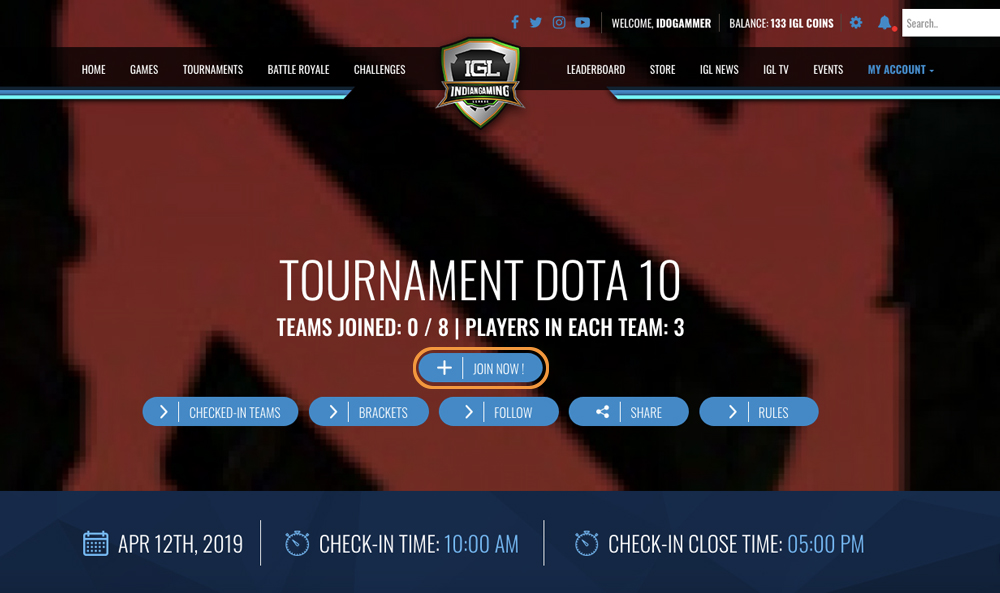 WELCOME, IDOGAMMER
BALANCE: 133 IGL COINS
Search..
HOME
GAMES
TOURNAMENTS
BATTLE ROYALE
CHALLENGES
IGL
INDIANGAMING
LEAGUE
LEADERBOARD
STORE
IGL NEWS
IGL TV
EVENTS
MY ACCOUNT
TOURNAMENT DOTA 10
TEAMS JOINED: 0 / 8 | PLAYERS IN EACH TEAM: 3
JOIN NOW !
CHECKED-IN TEAMS
BRACKETS
FOLLOW
SHARE
RULES
APR 12TH, 2019
CHECK-IN TIME: 10:00 AM
CHECK-IN CLOSE TIME: 05:00 PM